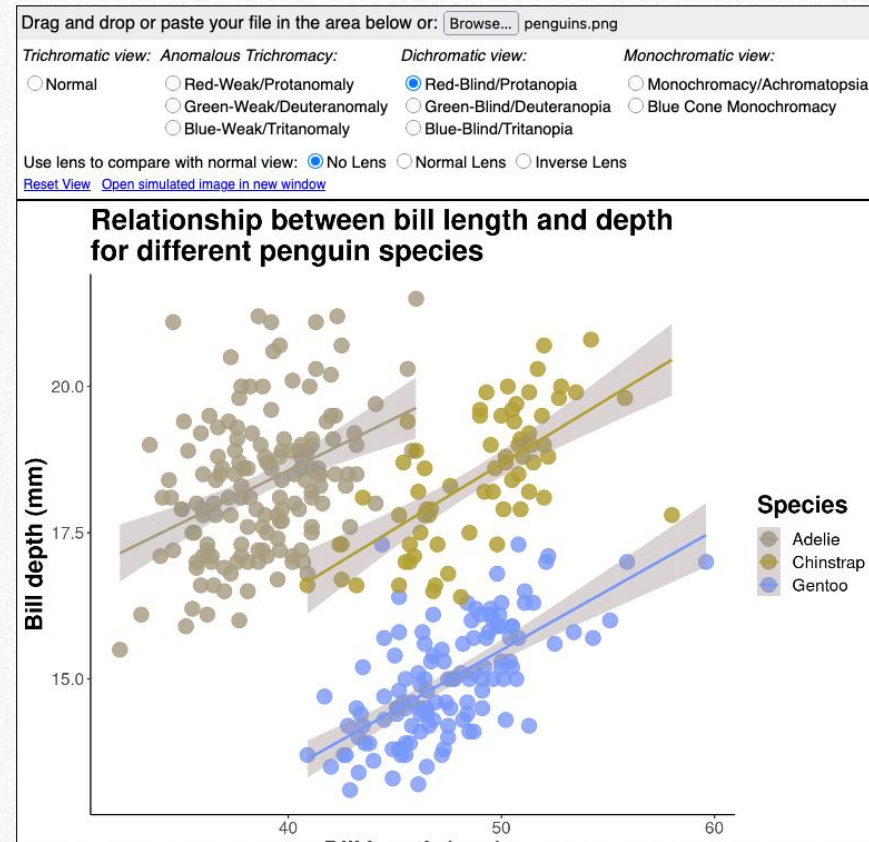 Drag and drop or paste your file in the area below or: Browse... penguins.png
Trichromatic view: Anomalous Trichromacy: Dichromatic view: Monochromatic view:
Normal Red-Weak/Protanomaly Red-Blind/Protanopia Monochromacy/Achromatopsia
Green-Weak/Deuteranomaly Green-Blind/Deuteranopia Blue Cone Monochromacy
Blue-Weak/Tritanomaly Blue-Blind/Tritanopia
Use lens to compare with normal view: No Lens Normal Lens Inverse Lens
Reset View Open simulated image in new window
Relationship between bill length and depth
for different penguin species
Bill depth (mm)
20.0
17.5
15.0
Species
Adelie
Chinstrap
Gentoo
40 50 60